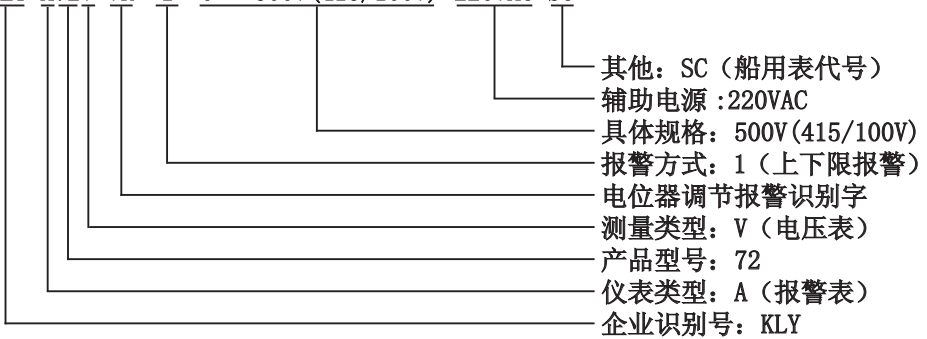 其他：SC（船用表代号）
辅助电源:220VAC
具体规格：500V(415/100V)
报警方式：1（上下限报警）
电位器调节报警识别字
测量类型：V（电压表）
产品型号：72
仪表类型：A（报警表）
企业识别号：KLY